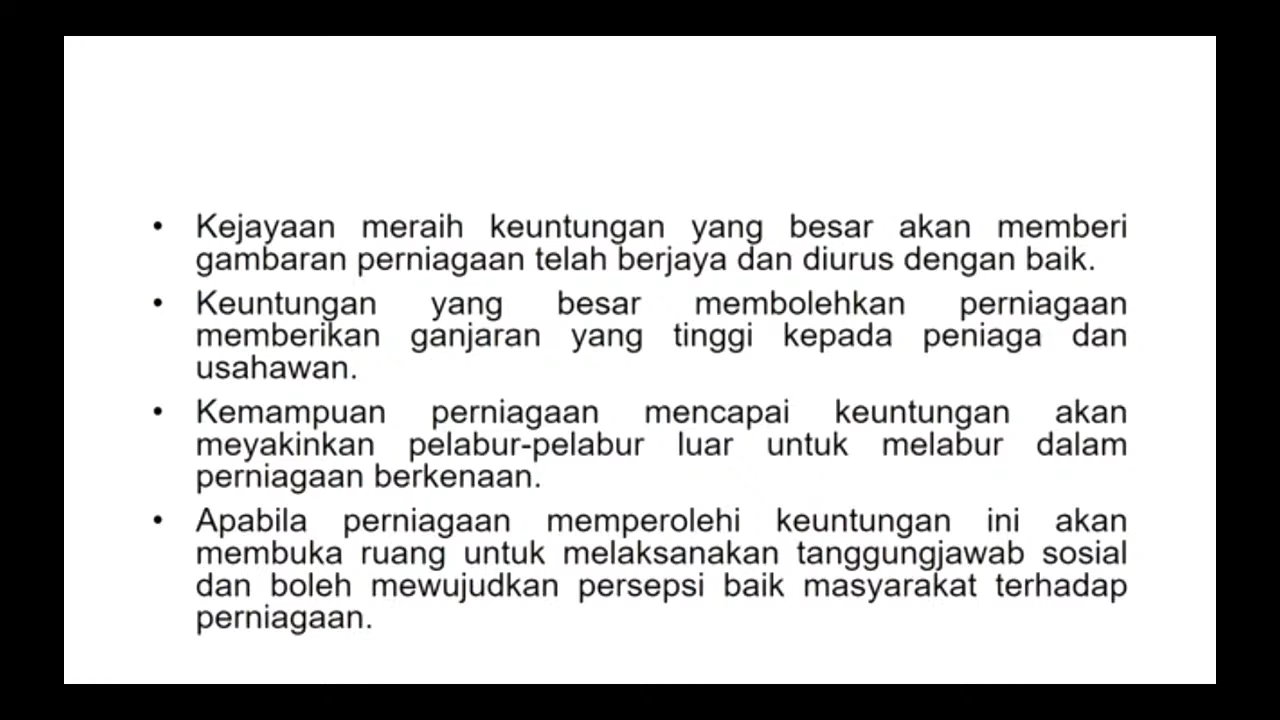 • Kejayaan meraih keuntungan yang besar akan memberi
gambaran perniagaan telah berjaya dan diurus dengan baik.
• Keuntungan yang besar membolehkan perniagaan
memberikan ganjaran yang tinggi kepada peniaga dan
usahawan.
• Kemampuan perniagaan mencapai keuntungan akan
meyakinkan pelabur-pelabur luar untuk melabur dalam
perniagaan berkenaan.
• Apabila perniagaan memperolehi keuntungan ini akan
membuka ruang untuk melaksanakan tanggungjawab sosial
dan boleh mewujudkan persepsi baik masyarakat terhadap
perniagaan.